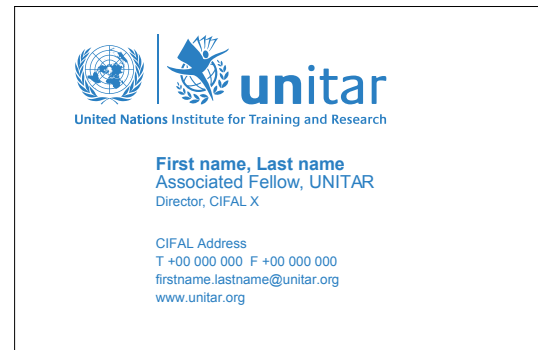 unitar
United Nations Institute for Training and Research
First name, Last name
Associated Fellow, UNITAR
Director, CIFAL X
CIFAL Address
T +00 000 000 F +00 000 000
firstname.lastname@unitar.org
www.unitar.org